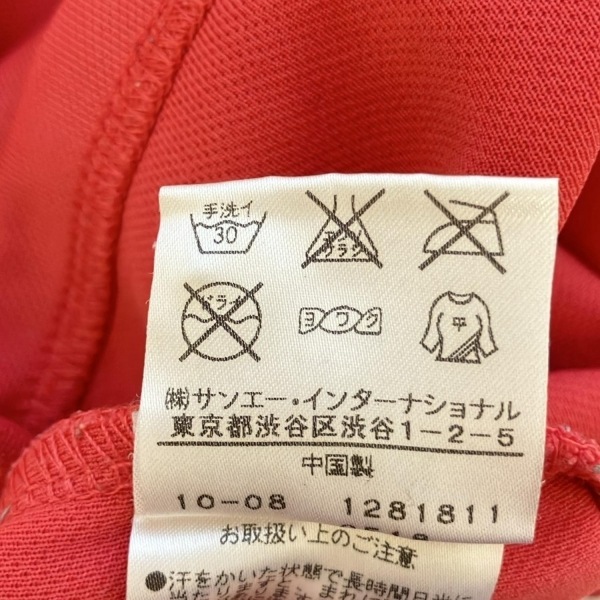 手洗イ
30
エンソ
サラシ
ドライ
ヨワク
平
㈱サンエー・インターナショナル
東京都渋谷区渋谷1-2-5
中国製
10-08 1281811
お取扱い上のご注意
●汗をかいた状態で長時間日光に